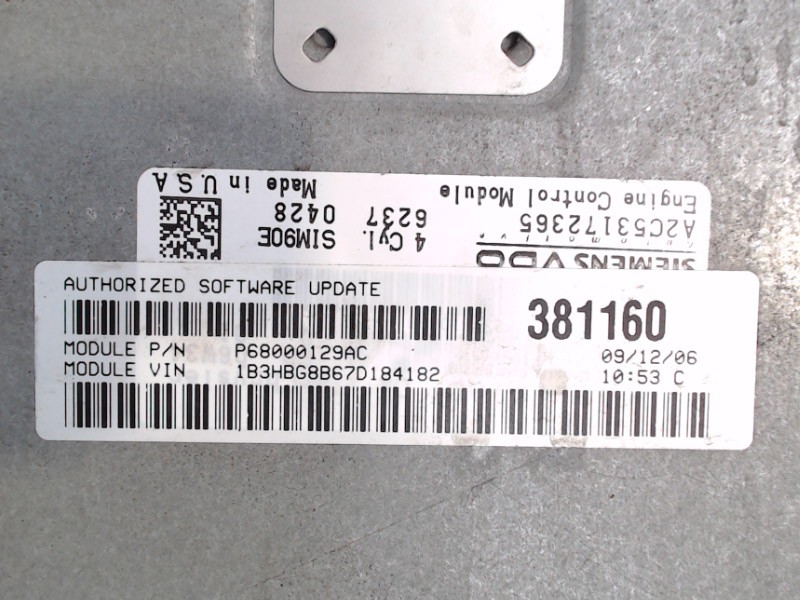 SIEMENS VDO
Automotive
A2C53172365
Engine Control Module
4 Cyl. SIM90E
6237 0428
Made in U.S.A
AUTHORIZED SOFTWARE UPDATE
381160
MODULE P/N P68000129AC 09/12/06
MODULE VIN 1B3HBG8B67D184182 10:53 C